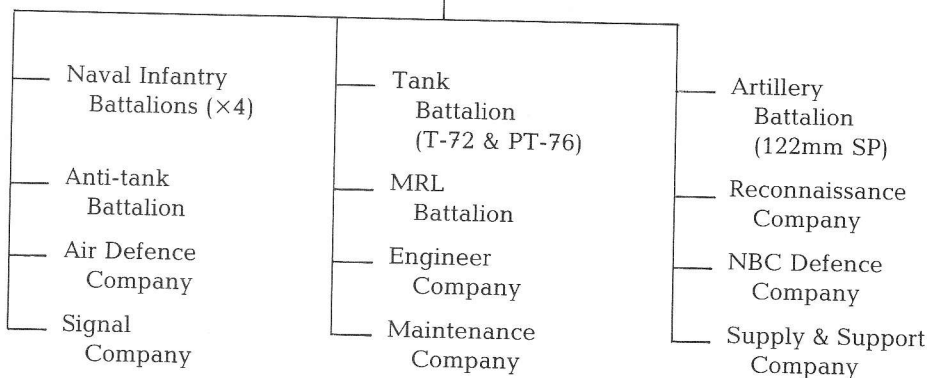 Naval Infantry
Battalions (×4)
Anti-tank
Battalion
Air Defence
Company
Signal
Company
Tank
Battalion
(T-72 & PT-76)
MRL
Battalion
Engineer
Company
Maintenance
Company
Artillery
Battalion
(122mm SP)
Reconnaissance
Company
NBC Defence
Company
Supply & Support
Company